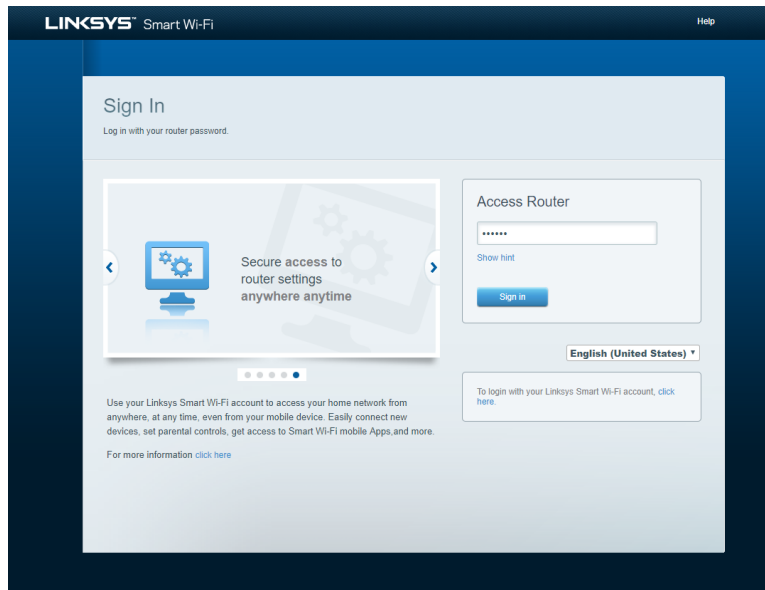 LINKSYS™ Smart Wi-Fi
Help
Sign In
Log in with your router password.
Secure access to
router settings
anywhere anytime
Access Router
••••••
Show hint
Sign in
English (United States)
To login with your Linksys Smart Wi-Fi account, click
here.
Use your Linksys Smart Wi-Fi account to access your home network from
anywhere, at any time, even from your mobile device. Easily connect new
devices, set parental controls, get access to Smart Wi-Fi mobile Apps,and more.
For more information click here